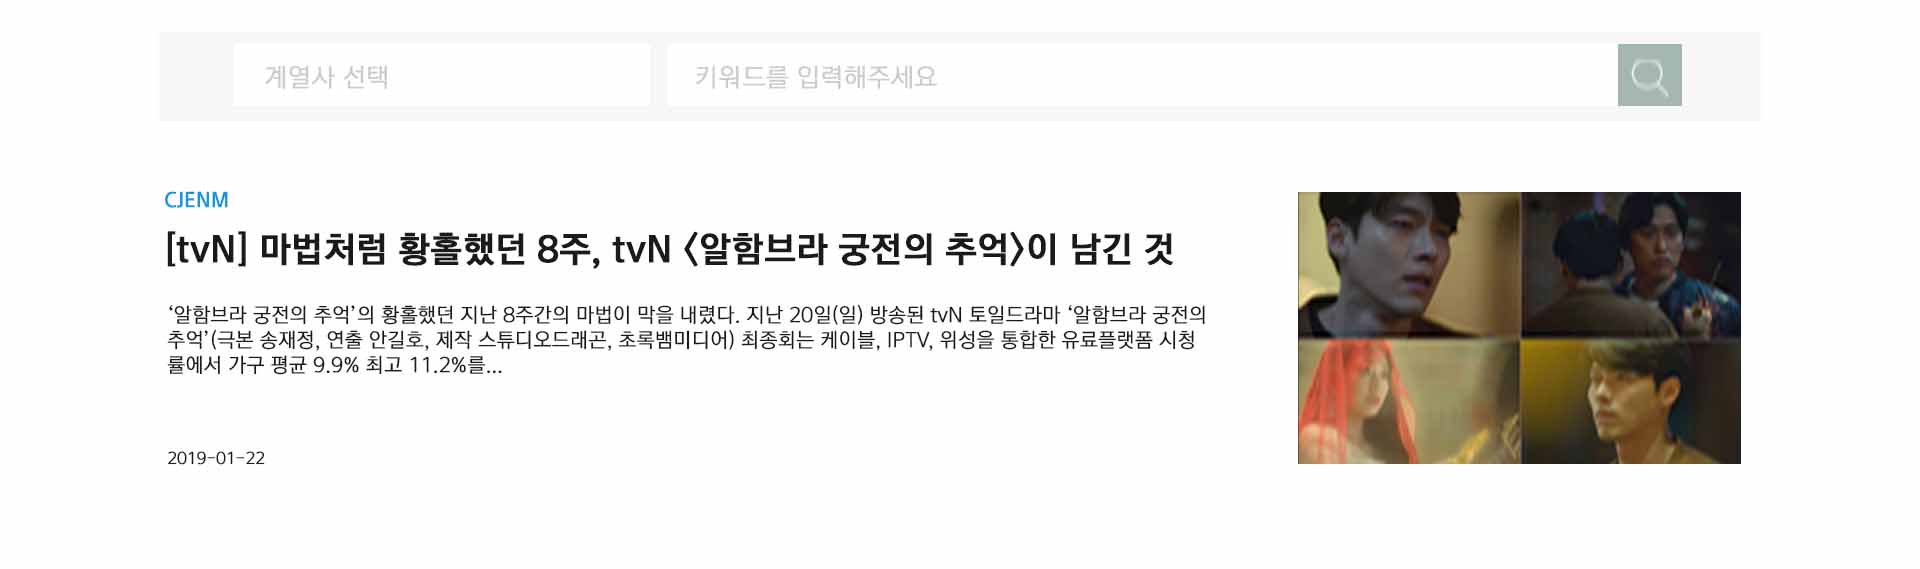 계열사 선택
키워드를 입력해주세요
CJENM
[tvN] 마법처럼 황홀했던 8주, tvN <알함브라 궁전의 추억>이 남긴 것
‘알함브라 궁전의 추억’의 황홀했던 지난 8주간의 마법이 막을 내렸다. 지난 20일(일) 방송된 tvN 토일드라마 ‘알함브라 궁전의
추억’(극본 송재정, 연출 안길호, 제작 스튜디오드래곤, 초록뱀미디어) 최종회는 케이블, IPTV, 위성을 통합한 유료플랫폼 시청
률에서 가구 평균 9.9% 최고 11.2%를...
2019-01-22